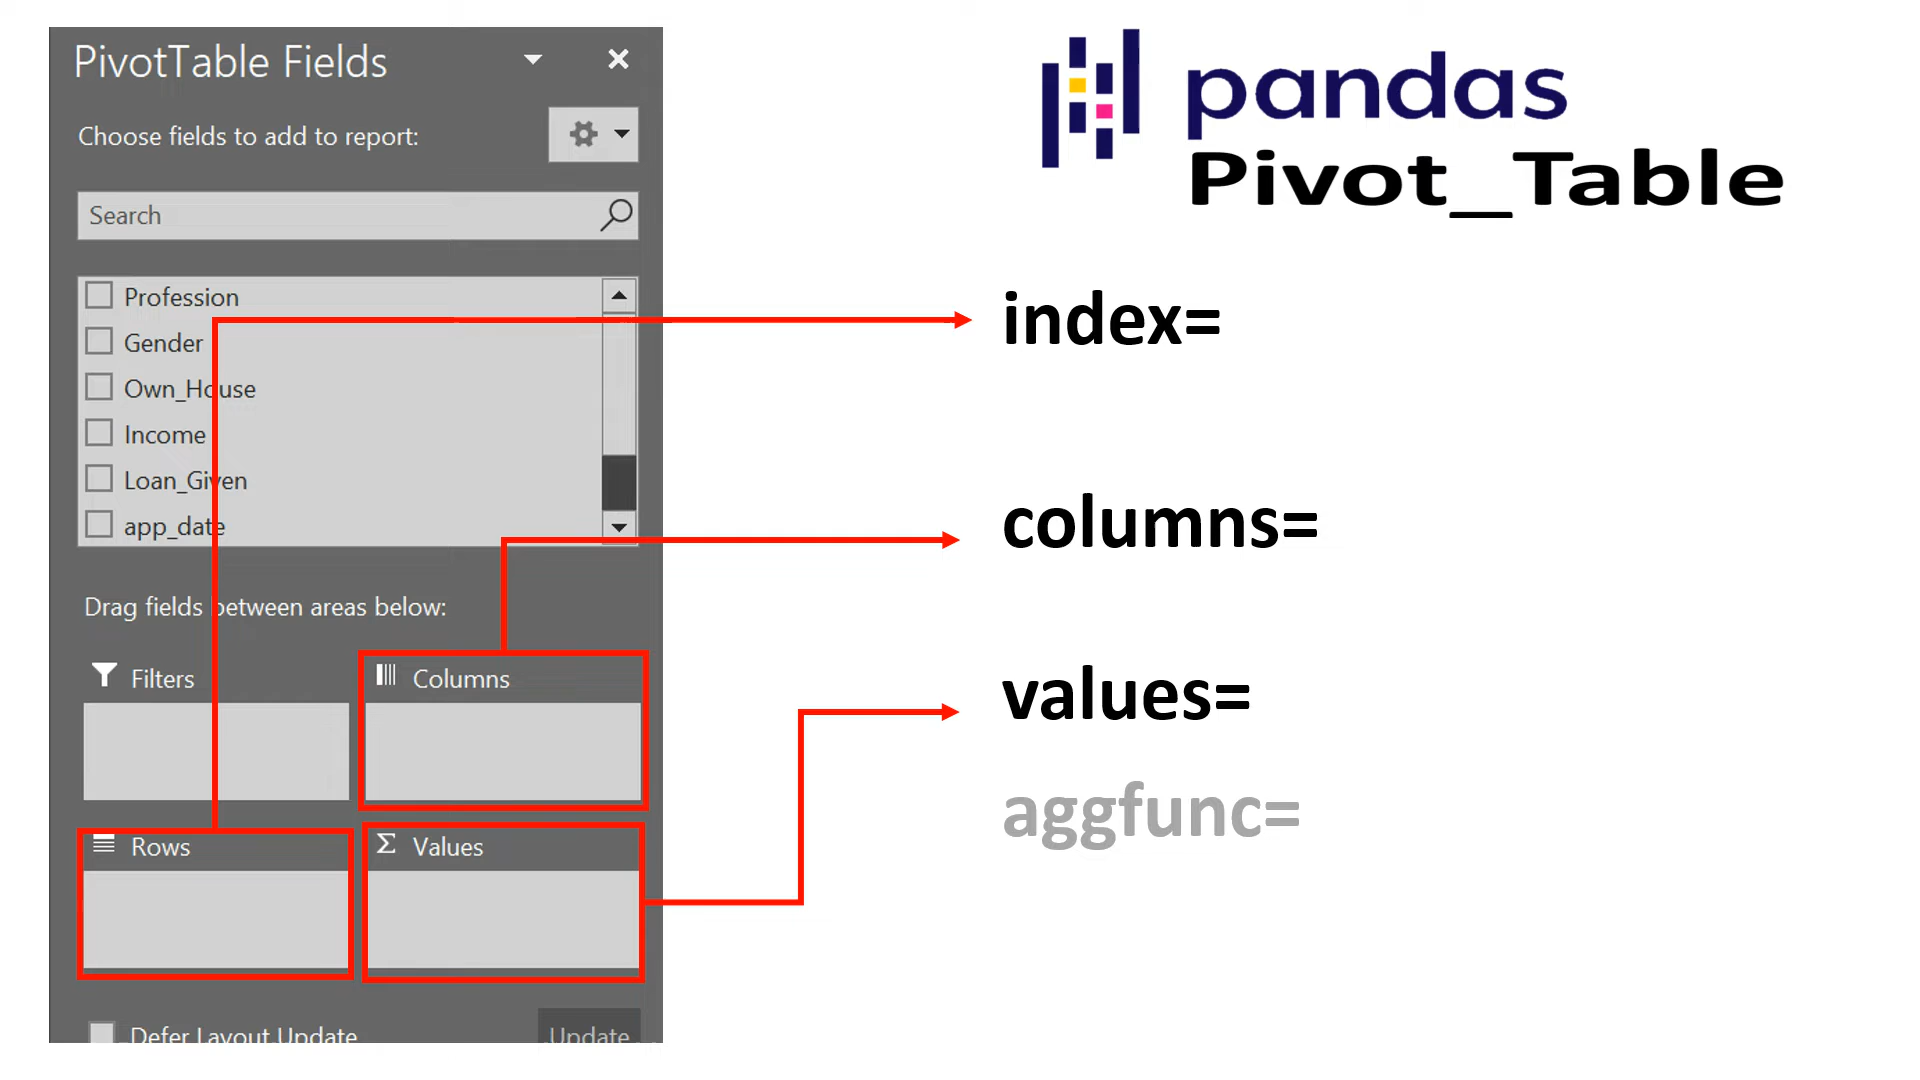 PivotTable Fields
Choose fields to add to report:
Search
Profession
Gender
Own_House
Income
Loan_Given
app_date
Drag fields between areas below:
Filters
Columns
Rows
Σ Values
Defer Layout Update
Update
pandas
Pivot_Table
index=
columns=
values=
aggfunc=